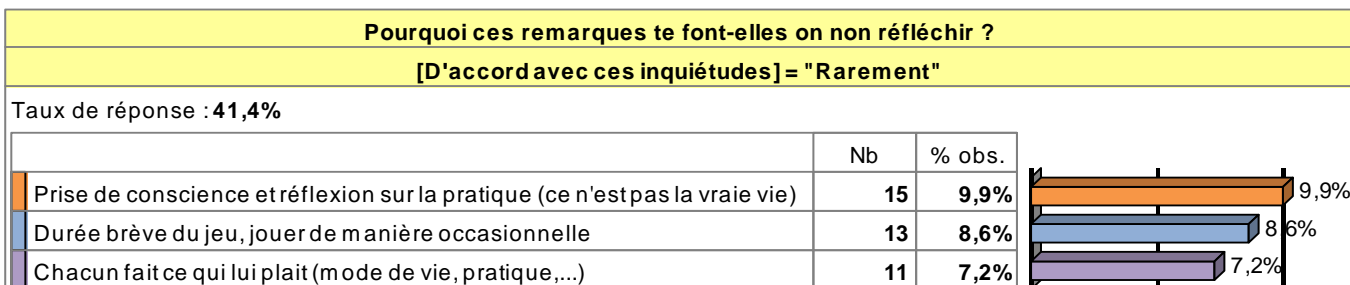 Pourquoi ces remarques te font-elles on non réfléchir ?
[D'accord avec ces inquiétudes] = "Rarement"
Taux de réponse : 41,4%
Nb % obs.
Prise de conscience et réflexion sur la pratique (ce n'est pas la vraie vie) 15 9,9% 9,9%
Durée brève du jeu, jouer de manière occasionnelle 13 8,6% 8,6%
Chacun fait ce qui lui plait (mode de vie, pratique,...) 11 7,2% 7,2%